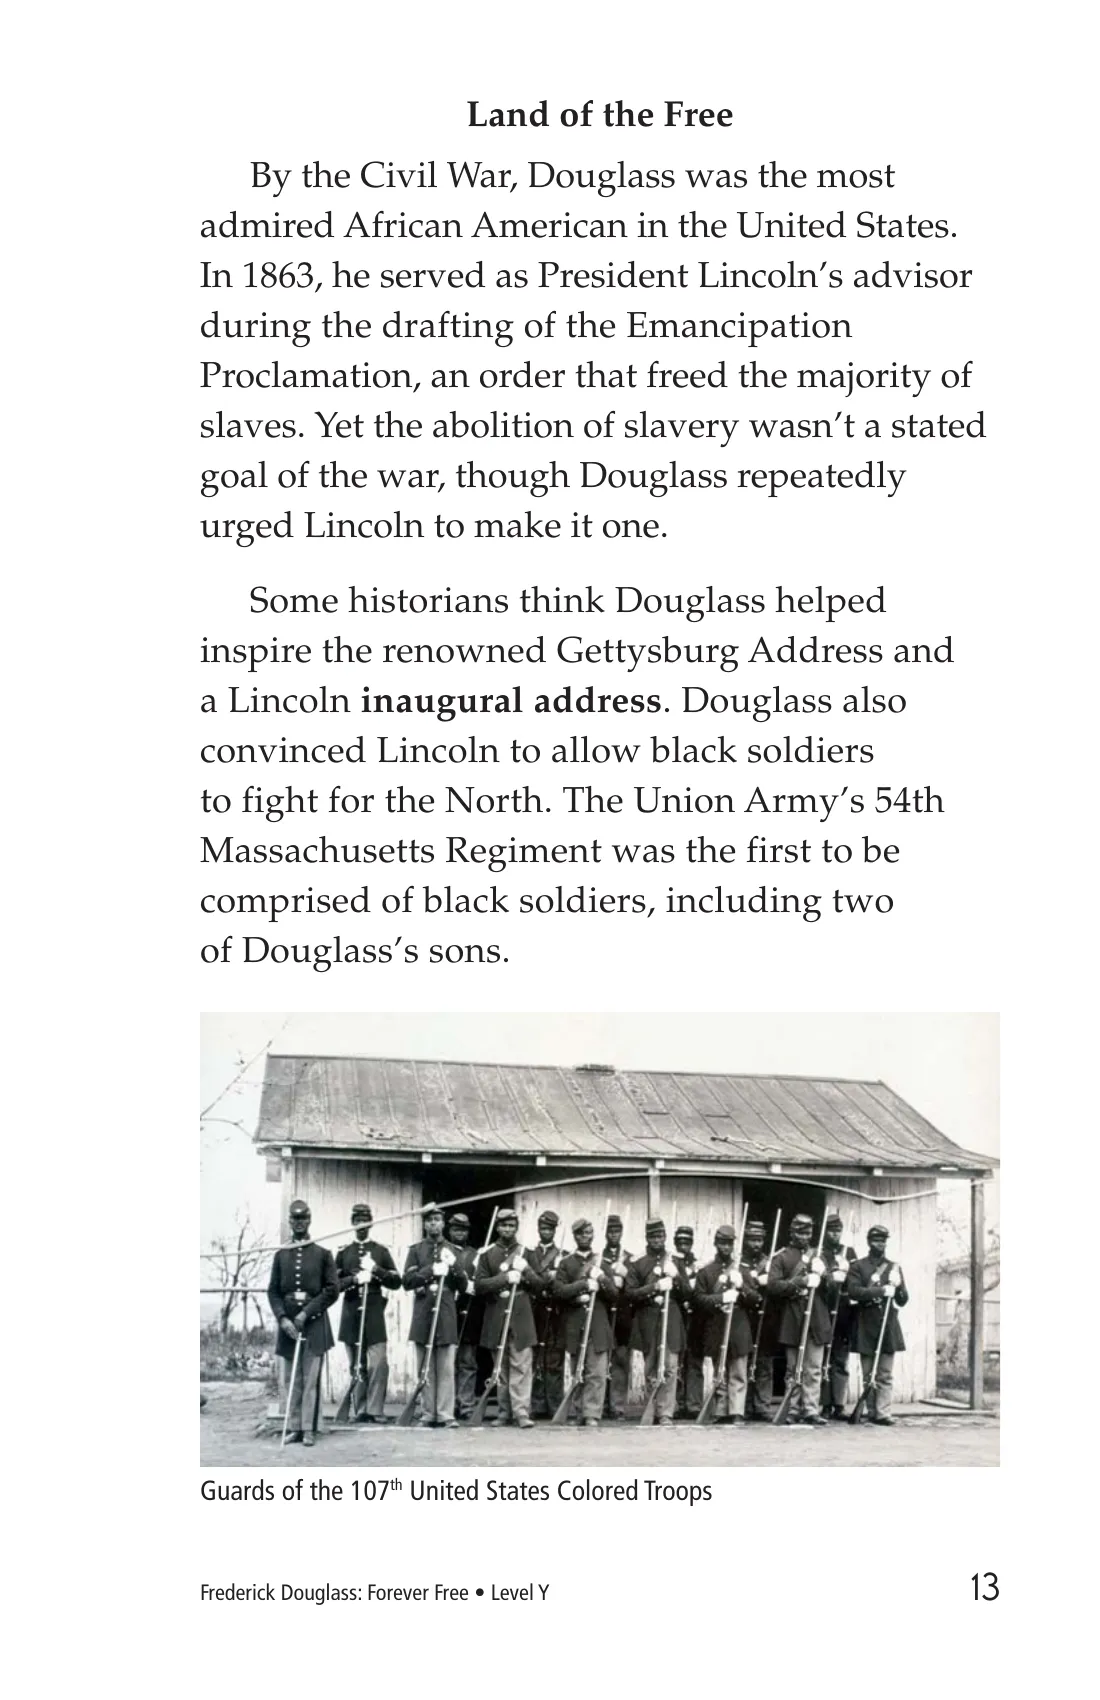 Land of the Free
By the Civil War, Douglass was the most
admired African American in the United States.
In 1863, he served as President Lincoln’s advisor
during the drafting of the Emancipation
Proclamation, an order that freed the majority of
slaves. Yet the abolition of slavery wasn’t a stated
goal of the war, though Douglass repeatedly
urged Lincoln to make it one.
Some historians think Douglass helped
inspire the renowned Gettysburg Address and
a Lincoln inaugural address. Douglass also
convinced Lincoln to allow black soldiers
to fight for the North. The Union Army’s 54th
Massachusetts Regiment was the first to be
comprised of black soldiers, including two
of Douglass’s sons.
Guards of the 107th United States Colored Troops
Frederick Douglass: Forever Free • Level Y
13